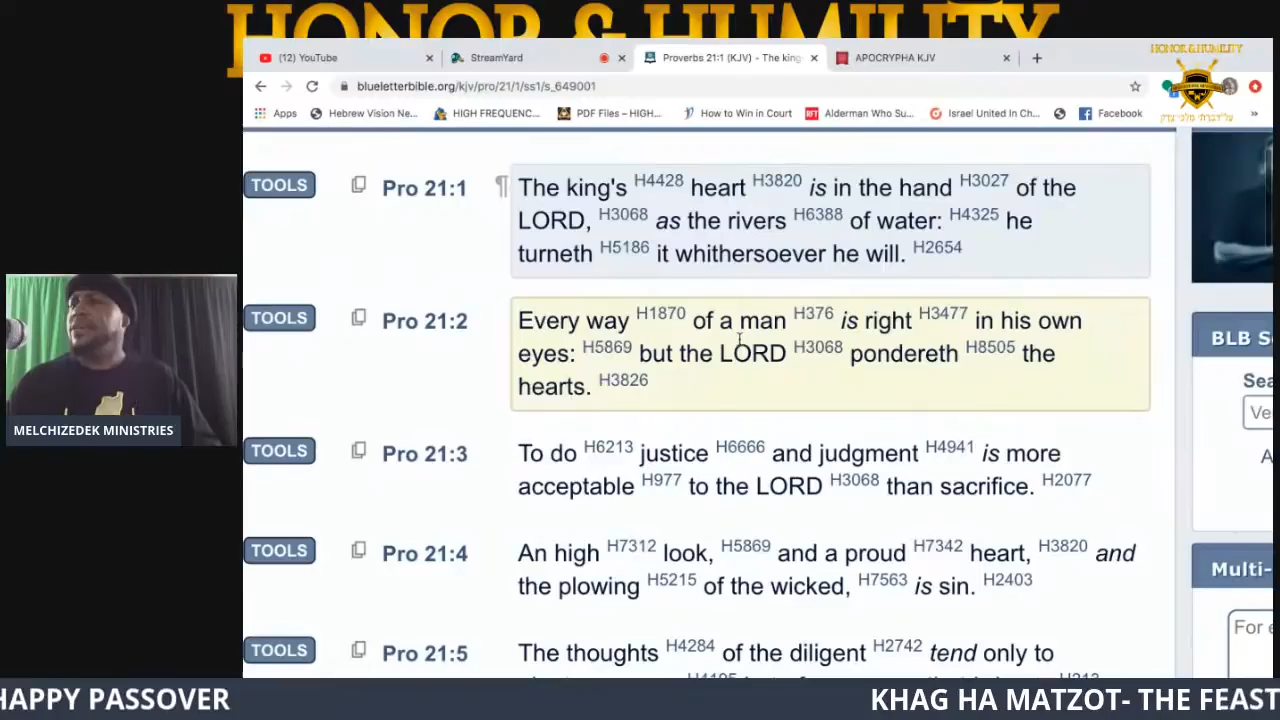 HONOR & HUMILITY
(12) YouTube
StreamYard
Proverbs 21:1 (KJV) - The king
APOCRYPHA KJV
HONOR & HUMILITY
blueletterbible.org/kjv/pro/21/1/ss1/s_649001
Apps
Hebrew Vision Ne...
HIGH FREQUENC...
PDF Files – HIGH...
How to Win in Court
RFT
Alderman Who Su...
Israel United In Ch...
Facebook
»
TOOLS
Pro 21:1
¶ The king's H4428 heart H3820 is in the hand H3027 of the
LORD, H3068 as the rivers H6388 of water: H4325 he
turneth H5186 it whithersoever he will. H2654
TOOLS
Pro 21:2
Every way H1870 of a man H376 is right H3477 in his own
eyes: H5869 but the LORD H3068 pondereth H8505 the
hearts. H3826
TOOLS
Pro 21:3
To do H6213 justice H6666 and judgment H4941 is more
acceptable H977 to the LORD H3068 than sacrifice. H2077
TOOLS
Pro 21:4
An high H7312 look, H5869 and a proud H7342 heart, H3820 and
the plowing H5215 of the wicked, H7563 is sin. H2403
TOOLS
Pro 21:5
The thoughts H4284 of the diligent H2742 tend only to
BLB S
Sea
Ve
A
Multi-
For e
MELCHIZEDEK MINISTRIES
HAPPY PASSOVER
KHAG HA MATZOT- THE FEAST